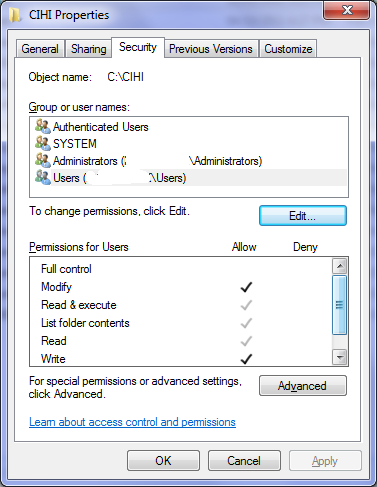 CIHI Properties
General Sharing Security Previous Versions Customize
Object name: C:\CIHI
Group or user names:
Authenticated Users
SYSTEM
Administrators ( \Administrators)
Users ( \Users)
To change permissions, click Edit.
Edit...
Permissions for Users Allow Deny
Full control
Modify
Read & execute
List folder contents
Read
Write
For special permissions or advanced settings,
click Advanced.
Advanced
Learn about access control and permissions
OK Cancel Apply